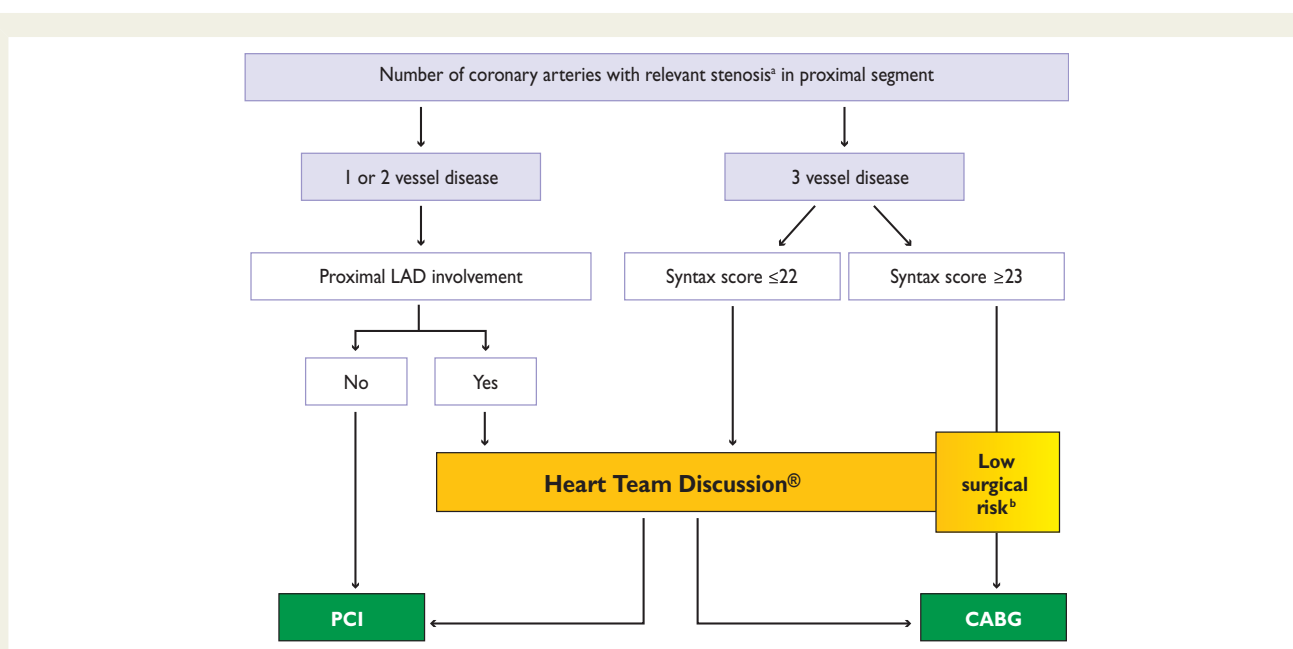 Number of coronary arteries with relevant stenosisᵃ in proximal segment
1 or 2 vessel disease
3 vessel disease
Proximal LAD involvement
Syntax score ≤22
Syntax score ≥23
No
Yes
Heart Team Discussion®
Low
surgical
riskᵇ
PCI
CABG